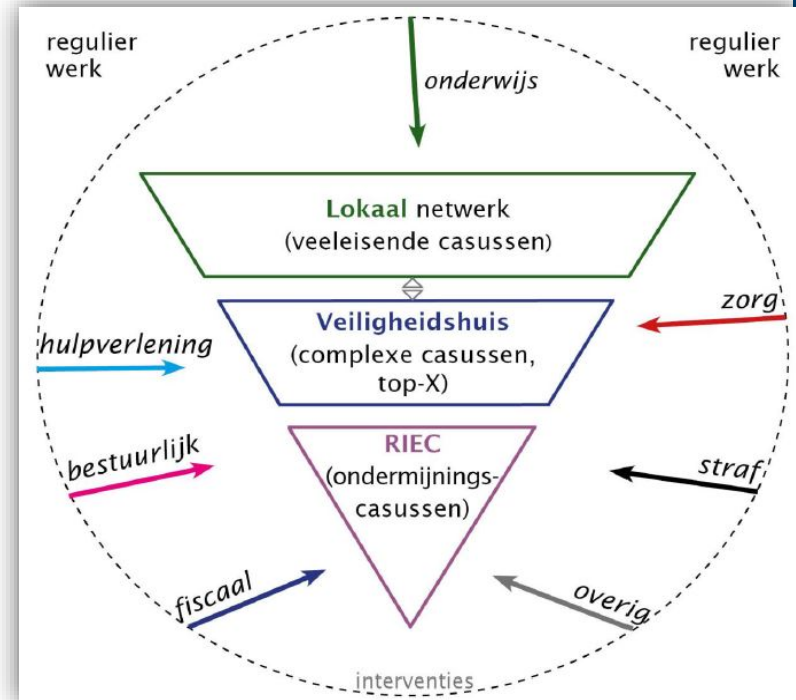 regulier
werk
regulier
werk
onderwijs
Lokaal netwerk
(veeleisende casussen)
zorg
Veiligheidshuis
hulpverlening
(complexe casussen,
top-X)
RIEC
bestuurlijk
(ondermijnings-
straf
casussen)
fiscaal
overig
interventies